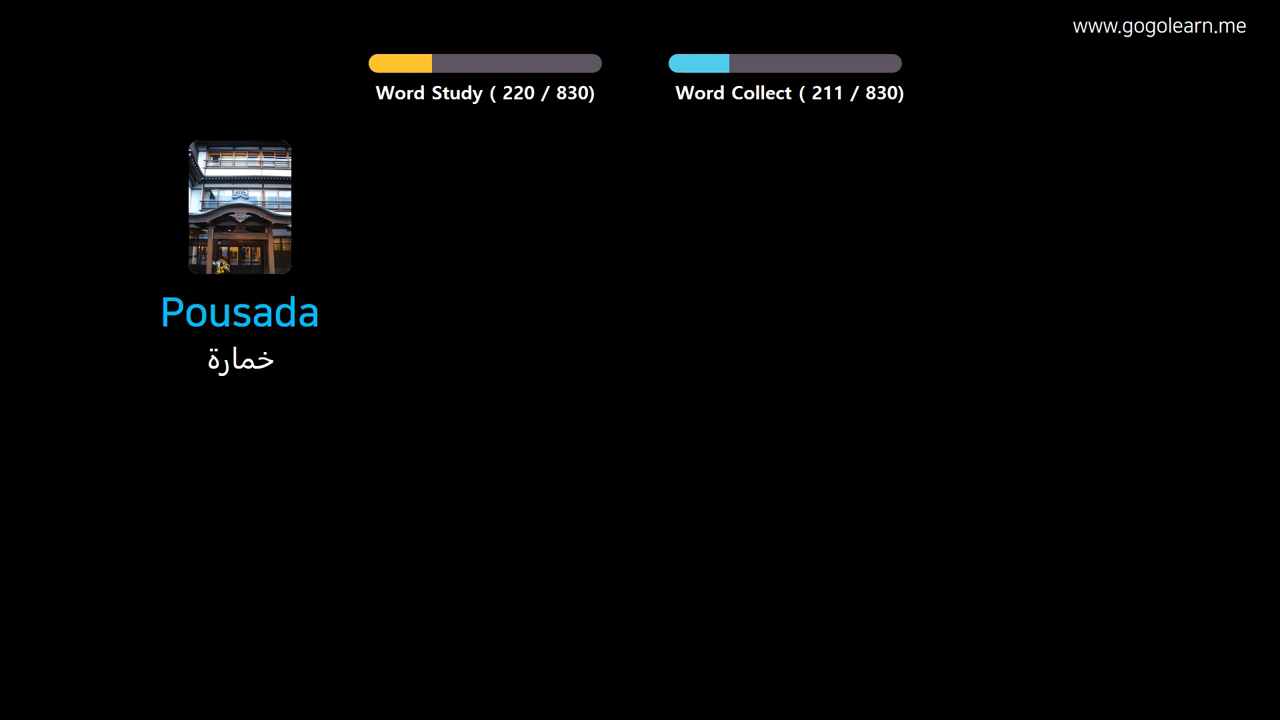 www.gogolearn.me
Word Study ( 220 / 830)
Word Collect ( 211 / 830)
Pousada
خمارة